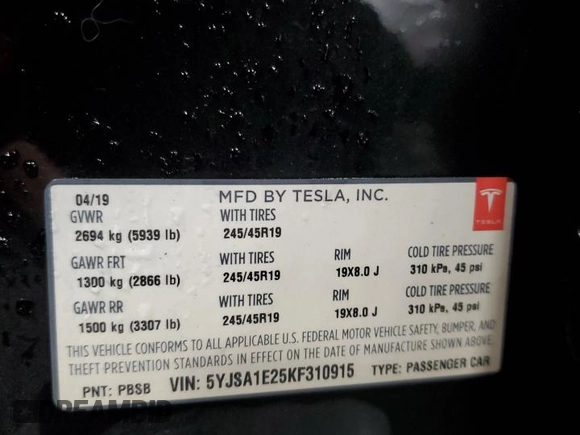 04/19 MFD BY TESLA, INC.
GVWR WITH TIRES
2694 kg (5939 lb) 245/45R19
GAWR FRT WITH TIRES RIM COLD TIRE PRESSURE
1300 kg (2866 lb) 245/45R19 19X8.0 J 310 kPa, 45 psi
GAWR RR WITH TIRES RIM COLD TIRE PRESSURE
1500 kg (3307 lb) 245/45R19 19X8.0 J 310 kPa, 45 psi
THIS VEHICLE CONFORMS TO ALL APPLICABLE U.S. FEDERAL MOTOR VEHICLE SAFETY, BUMPER, AND
THEFT PREVENTION STANDARDS IN EFFECT ON THE DATE OF MANUFACTURE SHOWN ABOVE.
PNT: PBSB VIN: 5YJSA1E25KF310915 TYPE: PASSENGER CAR
TESLA